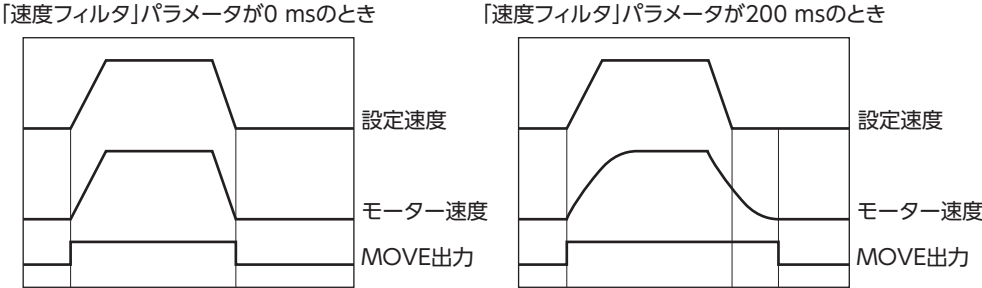 「速度フィルタ」パラメータが0 msのとき
「速度フィルタ」パラメータが200 msのとき
設定速度
モーター速度
MOVE出力
設定速度
モーター速度
MOVE出力